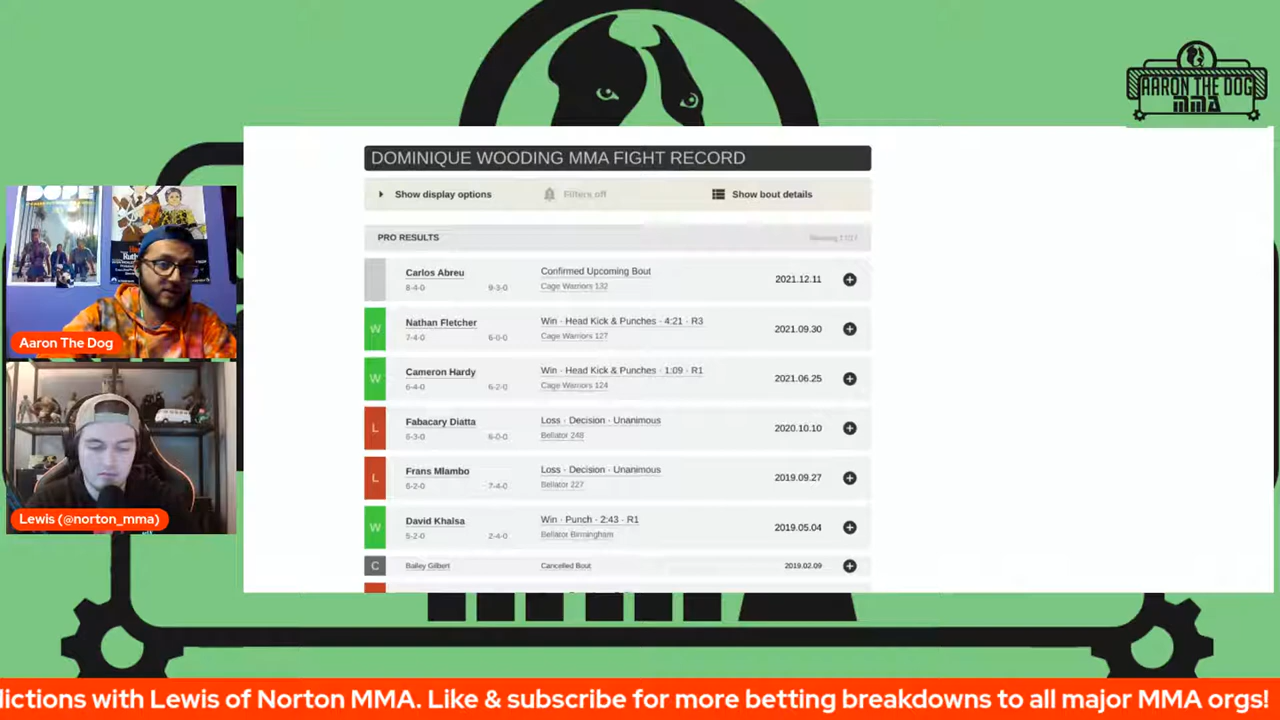 AARON THE DOG
MMA
DOMINIQUE WOODING MMA FIGHT RECORD
Show display options
Filters off
Show bout details
PRO RESULTS
Carlos Abreu Confirmed Upcoming Bout 2021.12.11
8-4-0 9-3-0 Cage Warriors 132
W Nathan Fletcher Win · Head Kick & Punches · 4:21 · R3 2021.09.30
7-4-0 6-0-0 Cage Warriors 127
W Cameron Hardy Win · Head Kick & Punches · 1:09 · R1 2021.06.25
6-4-0 6-2-0 Cage Warriors 124
L Fabacary Diatta Loss · Decision · Unanimous 2020.10.10
6-3-0 6-0-0 Bellator 248
L Frans Mlambo Loss · Decision · Unanimous 2019.09.27
6-2-0 7-4-0 Bellator 227
W David Khalsa Win · Punch · 2:43 · R1 2019.05.04
5-2-0 2-4-0 Bellator Birmingham
C Bailey Gilbert Cancelled Bout 2019.02.09
DOPE
Aaron The Dog
Lewis (@norton_mma)
dictions with Lewis of Norton MMA. Like & subscribe for more betting breakdowns to all major MMA orgs!